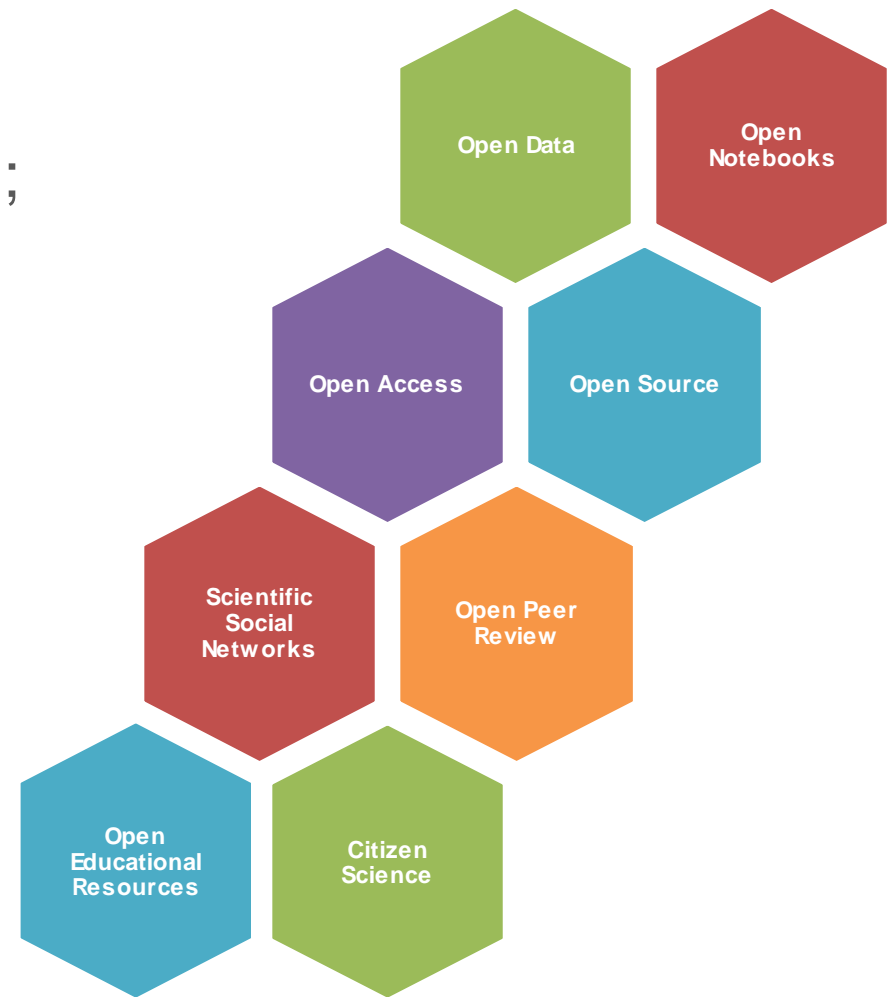 Open Data
Open
Notebooks
;
Open Access
Open Source
Scientific
Social
Networks
Open Peer
Review
Open
Educational
Resources
Citizen
Science